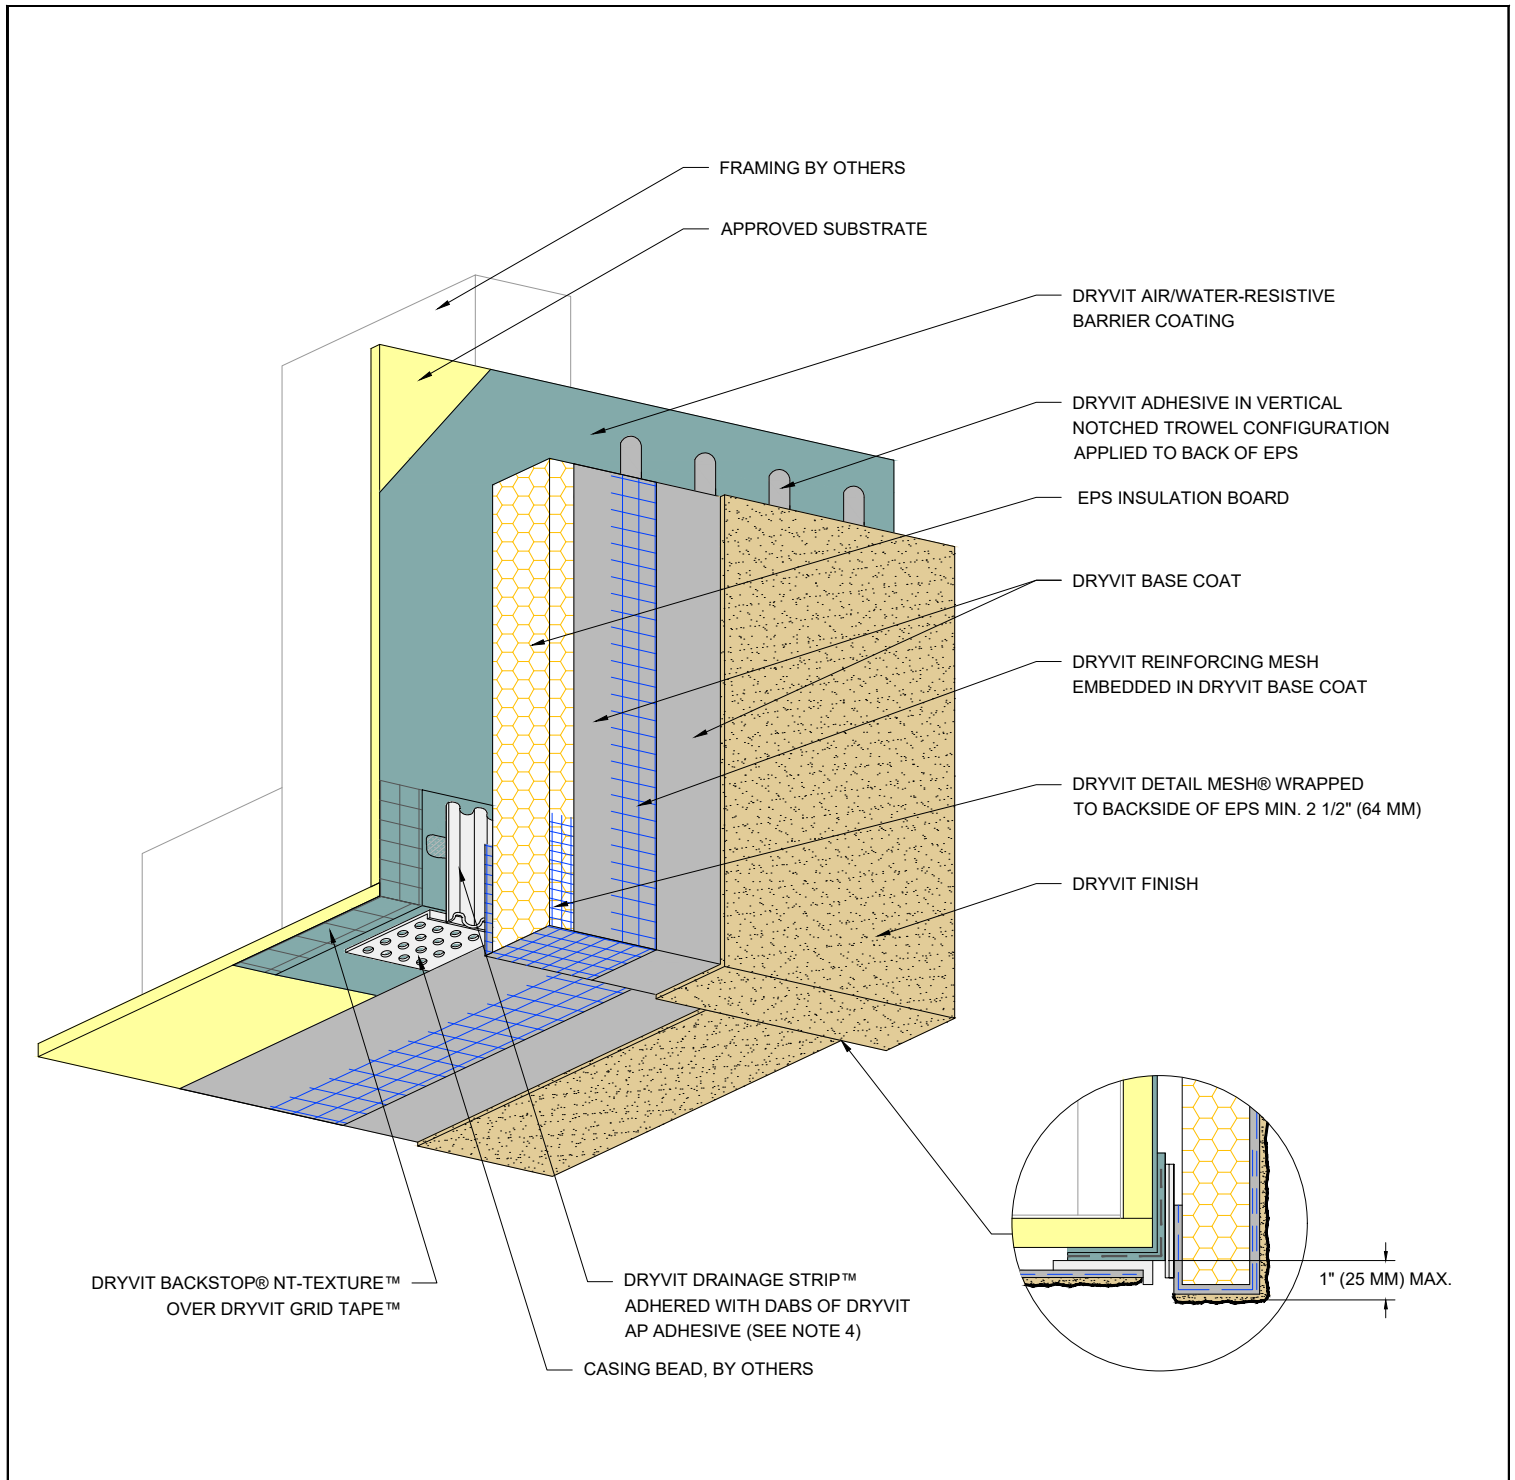 FRAMING BY OTHERS
APPROVED SUBSTRATE
DRYVIT AIR/WATER-RESISTIVE
BARRIER COATING
DRYVIT ADHESIVE IN VERTICAL
NOTCHED TROWEL CONFIGURATION
APPLIED TO BACK OF EPS
EPS INSULATION BOARD
DRYVIT BASE COAT
DRYVIT REINFORCING MESH
EMBEDDED IN DRYVIT BASE COAT
DRYVIT DETAIL MESH® WRAPPED
TO BACKSIDE OF EPS MIN. 2 1/2" (64 MM)
DRYVIT FINISH
1" (25 MM) MAX.
DRYVIT BACKSTOP® NT-TEXTURE™
OVER DRYVIT GRID TAPE™
DRYVIT DRAINAGE STRIP™
ADHERED WITH DABS OF DRYVIT
AP ADHESIVE (SEE NOTE 4)
CASING BEAD, BY OTHERS